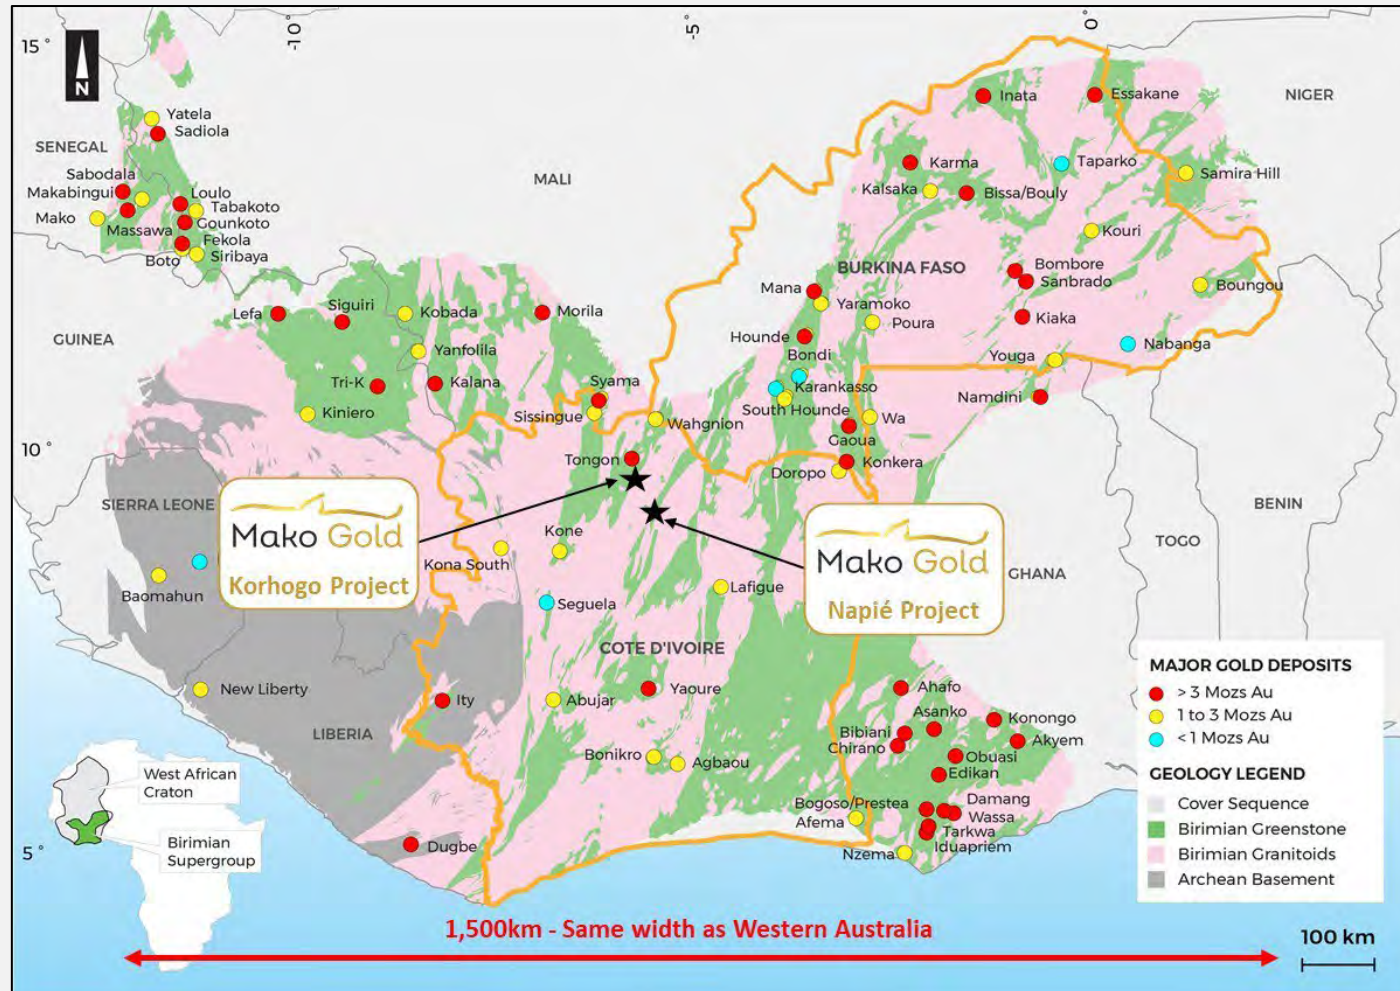 15°
-10°
-5°
0°
N
Inata
Essakane
NIGER
Yatela
Sadiola
SENEGAL
Karma
Taparko
MALI
Samira Hill
Sabodala
Makabingui
Loulo
Kalsaka
Bissa/Bouly
Tabakoto
Mako
Massawa
Gounkoto
Kouri
Fekola
Boto
Siribaya
BURKINA FASO
Bombore
Sanbrado
Mana
Boungou
Yaramoko
Lefa
Siguiri
Kobada
Morila
Poura
Kiaka
GUINEA
Hounde
Yanfolila
Bondi
Youga
Nabanga
Tri-K
Kalana
Syama
Karankasso
Namdini
Kiniero
Sissingue
Wahgnion
South Hounde
Wa
Gaoua
10°
Tongon
Doropo
Konkera
SIERRA LEONE
BENIN
Mako Gold
Korhogo Project
Kone
Mako Gold
Napié Project
TOGO
Kona South
GHANA
Baomahun
Seguela
Lafigue
COTE D'IVOIRE
New Liberty
Ity
Abujar
Yaoure
Ahafo
LIBERIA
Asanko
Konongo
Bibiani
Chirano
Akyem
Bonikro
Agbaou
Obuasi
Edikan
Bogoso/Prestea
Damang
Afema
Wassa
Tarkwa
Dugbe
Nzema
Iduapriem
5°
West African
Craton
Birimian
Supergroup
MAJOR GOLD DEPOSITS
> 3 Mozs Au
1 to 3 Mozs Au
< 1 Mozs Au
GEOLOGY LEGEND
Cover Sequence
Birimian Greenstone
Birimian Granitoids
Archean Basement
1,500km - Same width as Western Australia
100 km